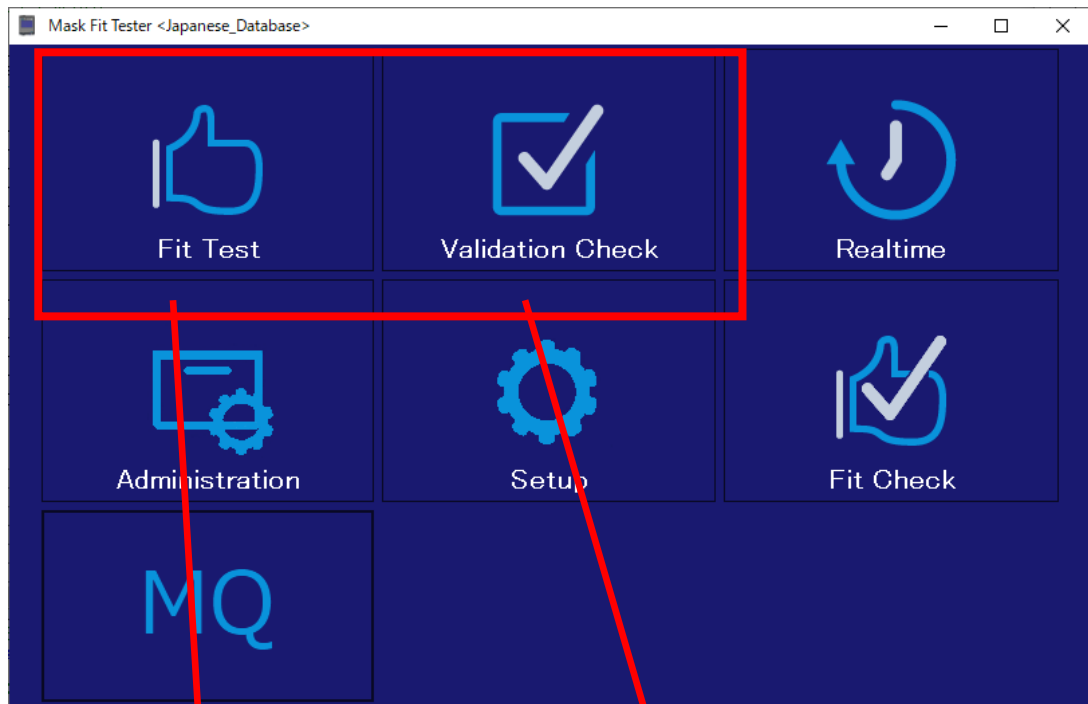 Mask Fit Tester <Japanese_Database>
Fit Test
Validation Check
Realtime
Administration
Setup
Fit Check
MQ